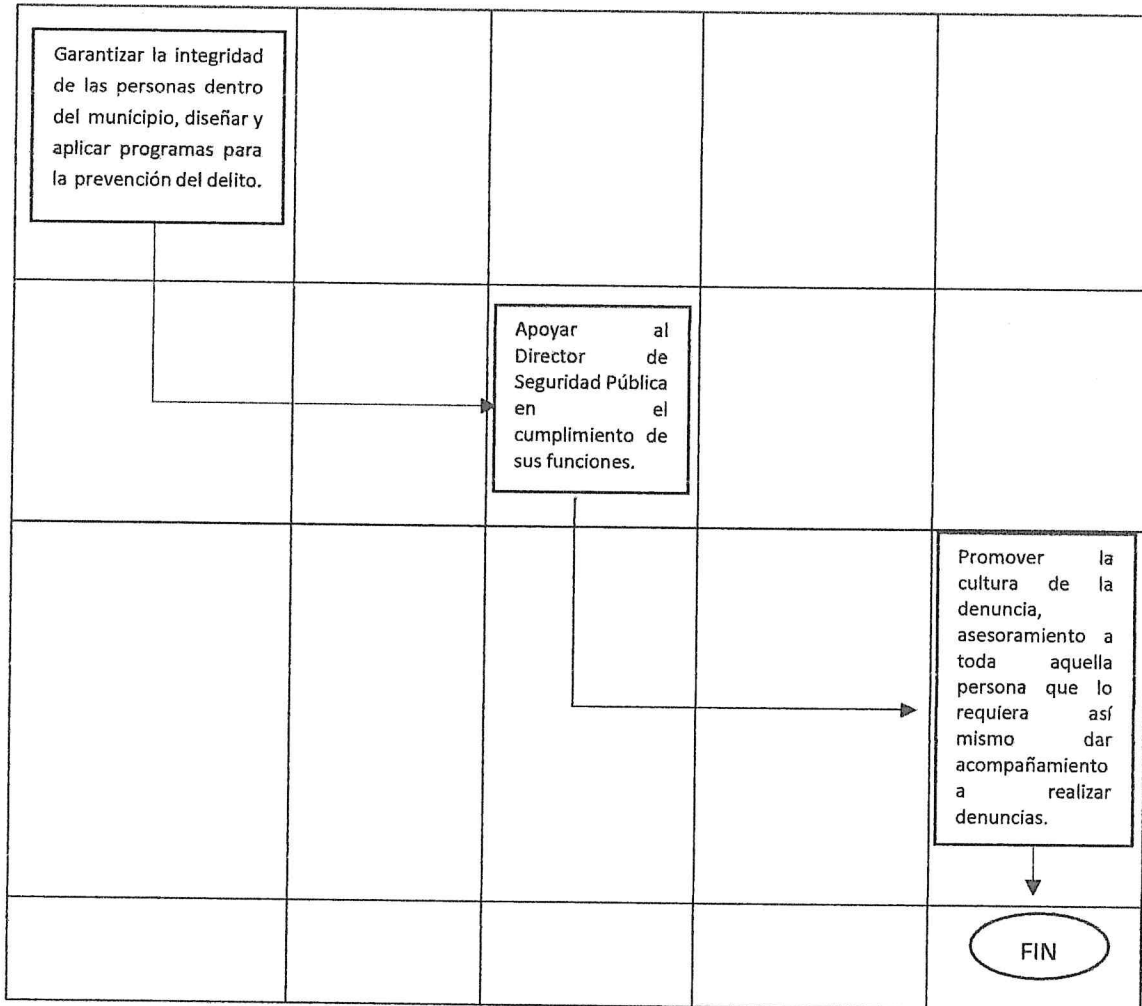 Garantizar la integridad
de las personas dentro
del municipio, diseñar y
aplicar programas para
la prevención del delito.
Apoyar al
Director de
Seguridad Pública
en el
cumplimiento de
sus funciones.
Promover la
cultura de la
denuncia,
asesoramiento a
toda aquella
persona que lo
requiera así
mismo dar
acompañamiento
a realizar
denuncias.
FIN